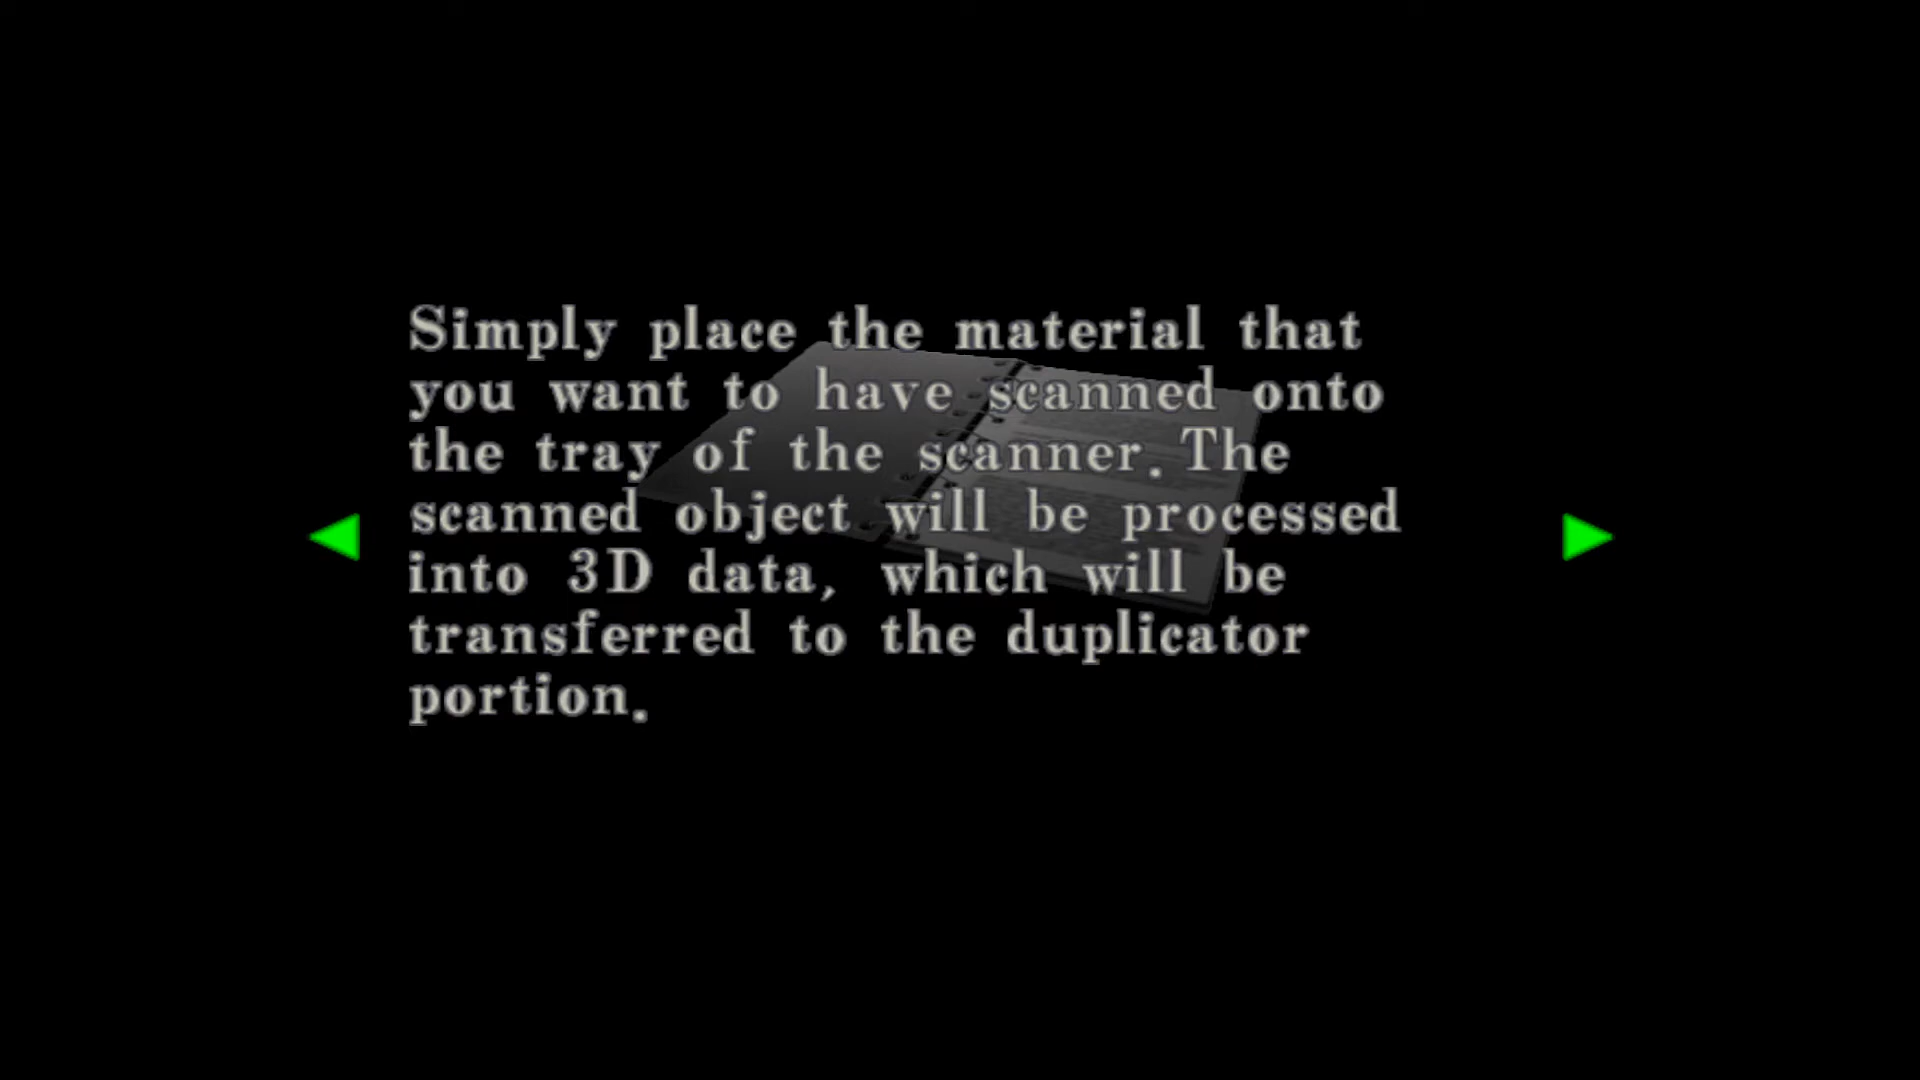 Simply place the material that
you want to have scanned onto
the tray of the scanner. The
scanned object will be processed
into 3D data, which will be
transferred to the duplicator
portion.